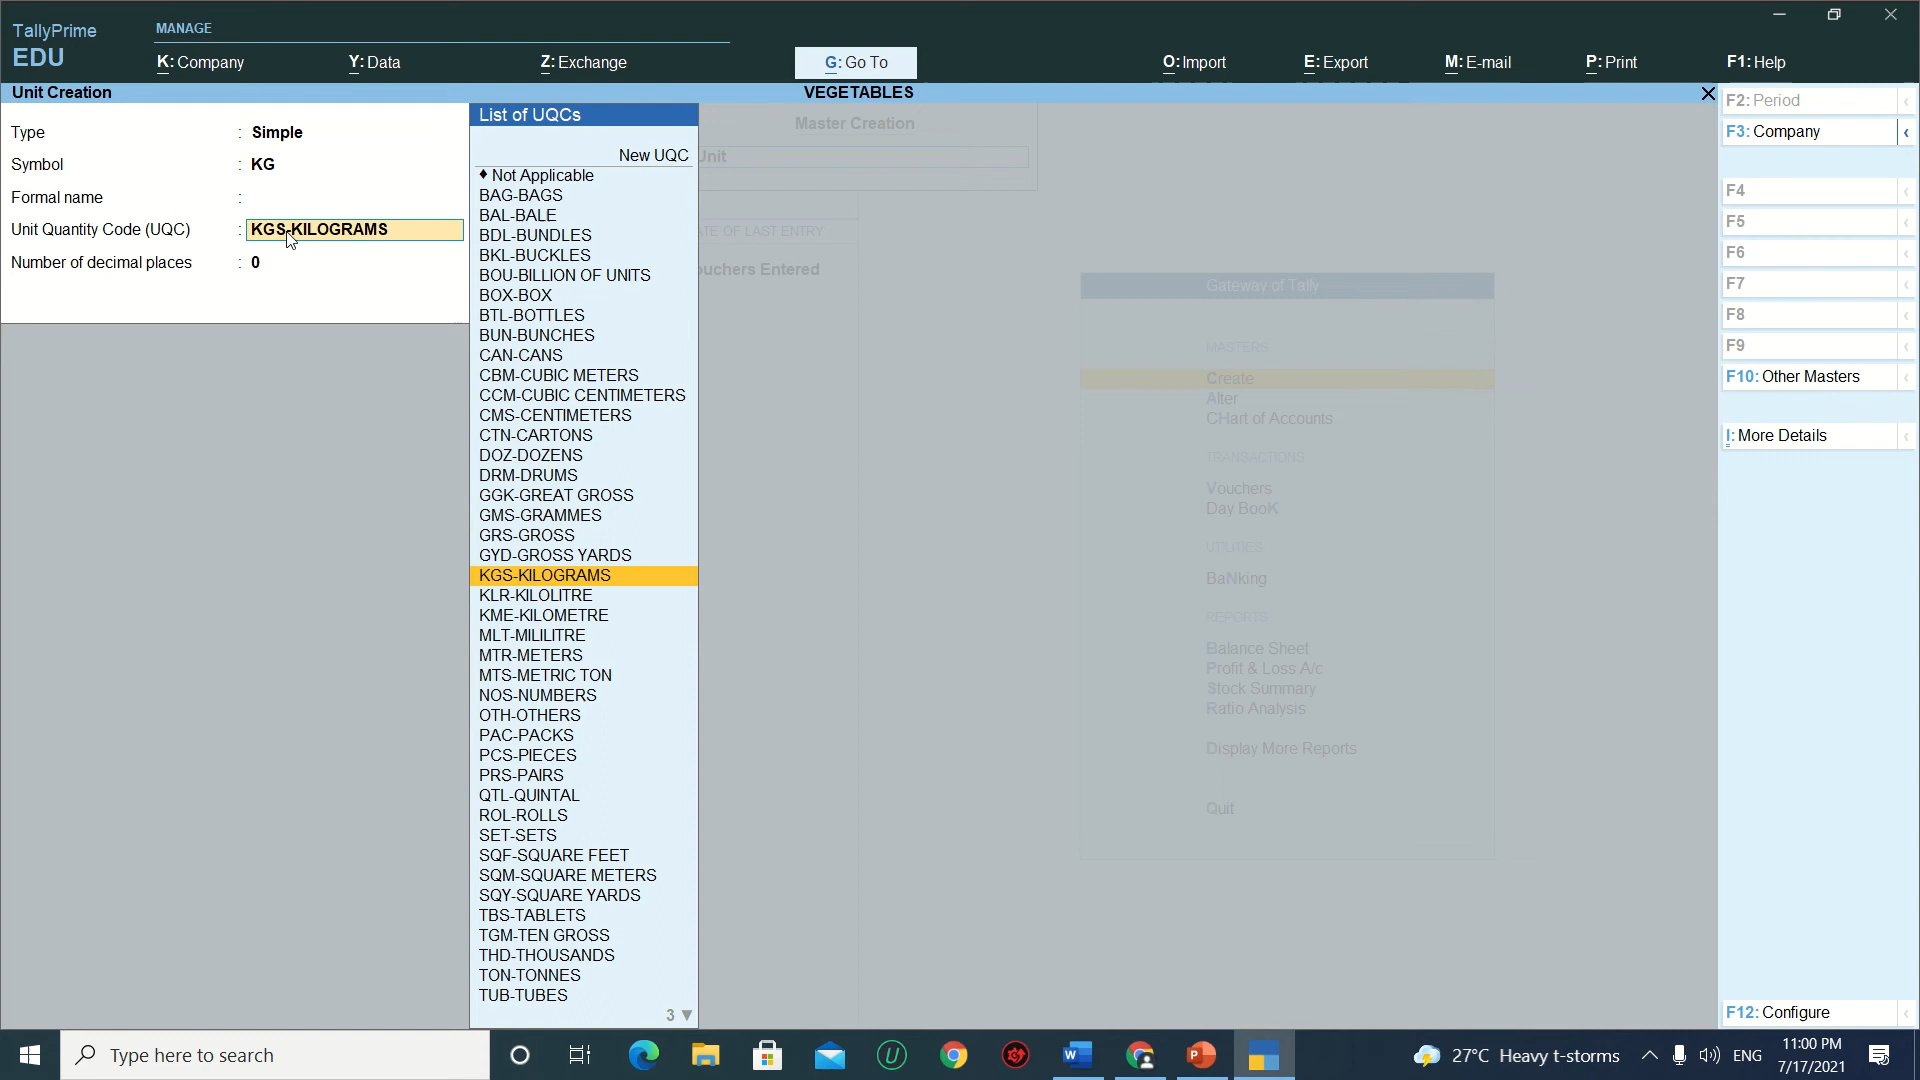 TallyPrime
EDU
MANAGE
K: Company
Y: Data
Z: Exchange
G: Go To
O: Import
E: Export
M: E-mail
P: Print
F1: Help
Unit Creation
VEGETABLES
Type : Simple
Symbol : KG
Formal name :
Unit Quantity Code (UQC) : KGS-KILOGRAMS
Number of decimal places : 0
List of UQCs
New UQC
♦ Not Applicable
BAG-BAGS
BAL-BALE
BDL-BUNDLES
BKL-BUCKLES
BOU-BILLION OF UNITS
BOX-BOX
BTL-BOTTLES
BUN-BUNCHES
CAN-CANS
CBM-CUBIC METERS
CCM-CUBIC CENTIMETERS
CMS-CENTIMETERS
CTN-CARTONS
DOZ-DOZENS
DRM-DRUMS
GGK-GREAT GROSS
GMS-GRAMMES
GRS-GROSS
GYD-GROSS YARDS
KGS-KILOGRAMS
KLR-KILOLITRE
KME-KILOMETRE
MLT-MILILITRE
MTR-METERS
MTS-METRIC TON
NOS-NUMBERS
OTH-OTHERS
PAC-PACKS
PCS-PIECES
PRS-PAIRS
QTL-QUINTAL
ROL-ROLLS
SET-SETS
SQF-SQUARE FEET
SQM-SQUARE METERS
SQY-SQUARE YARDS
TBS-TABLETS
TGM-TEN GROSS
THD-THOUSANDS
TON-TONNES
TUB-TUBES
3 ▼
Master Creation
Unit
OF LAST ENTRY
Entered
Gateway of Tally
MASTERS
Create
Alter
CHart of Accounts
TRANSACTIONS
Vouchers
Day BooK
UTILITIES
BaNking
REPORTS
Balance Sheet
Profit & Loss A/c
Stock Summary
Ratio Analysis
Display More Reports
Quit
F2: Period
F3: Company
F4
F5
F6
F7
F8
F9
F10: Other Masters
I: More Details
F12: Configure
Type here to search
27°C Heavy t-storms
ENG
11:00 PM
7/17/2021